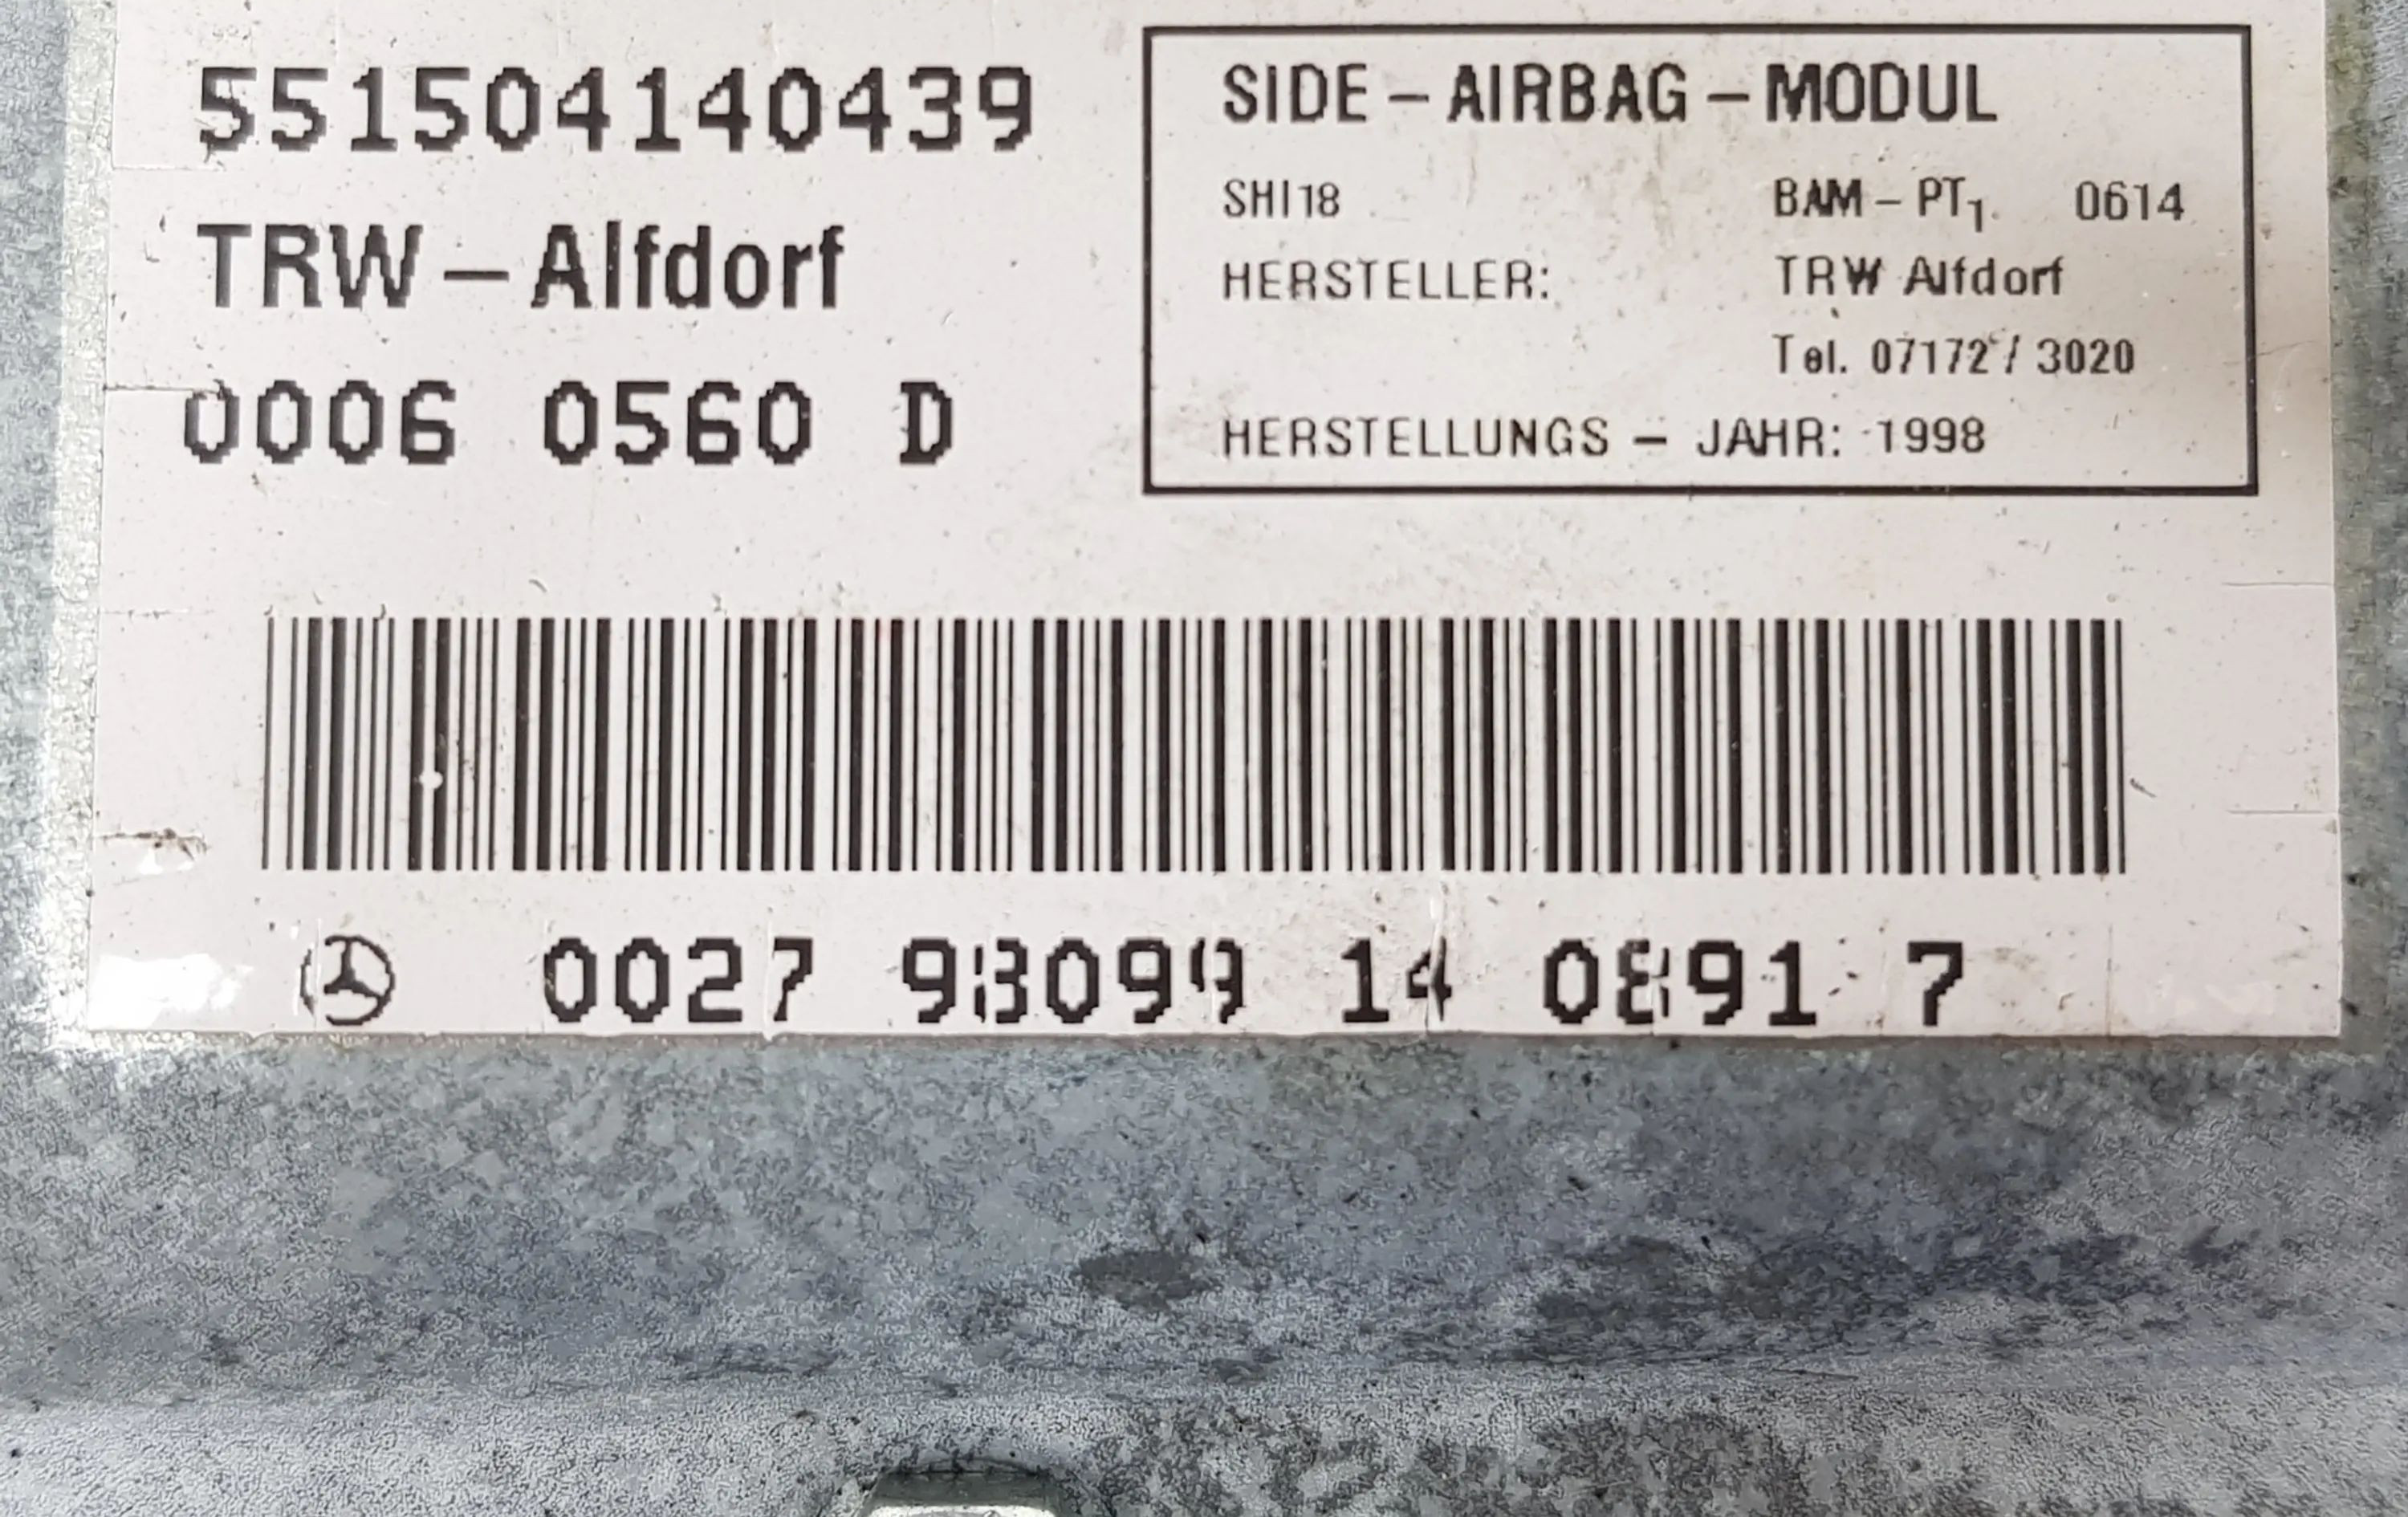 551504140439
TRW – Alfdorf
0006 0560 D
SIDE – AIRBAG – MODUL
SHI18 BAM – PT1. 0614
HERSTELLER: TRW Alfdorf
Tel. 07172 / 3020
HERSTELLUNGS – JAHR: 1998
0027 98099 14 0891 7